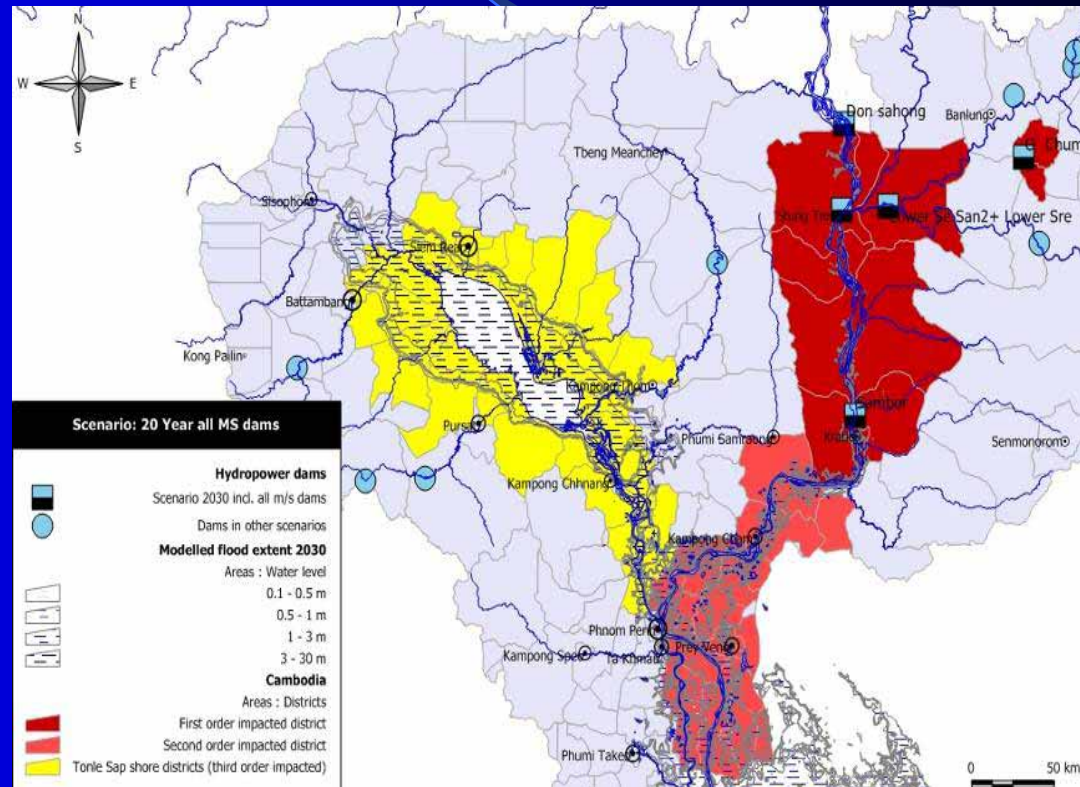 N
W E
S
Don sahong
Banlung
O Chum
Tbeng Meanchey
Sisophon
Stung Tre
Lower Se San2+ Lower Sre
Siem Reap
Battambang
Kong Pailin
Kampong Thom
Sambor
Pursat
Phumi Samraong
Kratie
Senmonorom
Kampong Chhnang
Kampong Cham
Phnom Penh
Kampong Speu
Ta Khmau
Prey Veng
Phumi Takeo
0 50 km
Scenario: 20 Year all MS dams
Hydropower dams
Scenario 2030 incl. all m/s dams
Dams in other scenarios
Modelled flood extent 2030
Areas : Water level
0.1 - 0.5 m
0.5 - 1 m
1 - 3 m
3 - 30 m
Cambodia
Areas : Districts
First order impacted district
Second order impacted district
Tonle Sap shore districts (third order impacted)